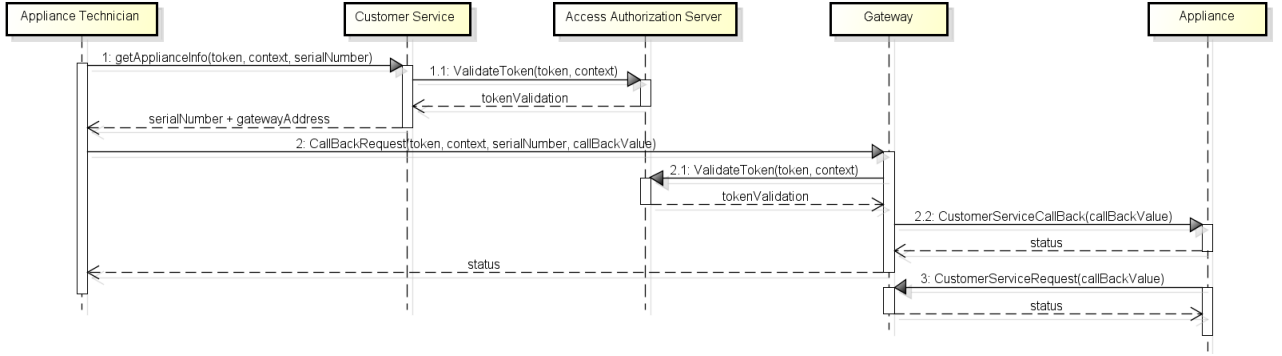 Appliance Technician
Customer Service
Access Authorization Server
Gateway
Appliance
1: getApplianceInfo(token, context, serialNumber)
1.1: ValidateToken(token, context)
tokenValidation
serialNumber + gatewayAddress
2: CallBackRequest(token, context, serialNumber, callBackValue)
2.1: ValidateToken(token, context)
tokenValidation
2.2: CustomerServiceCallBack(callBackValue)
status
status
3: CustomerServiceRequest(callBackValue)
status